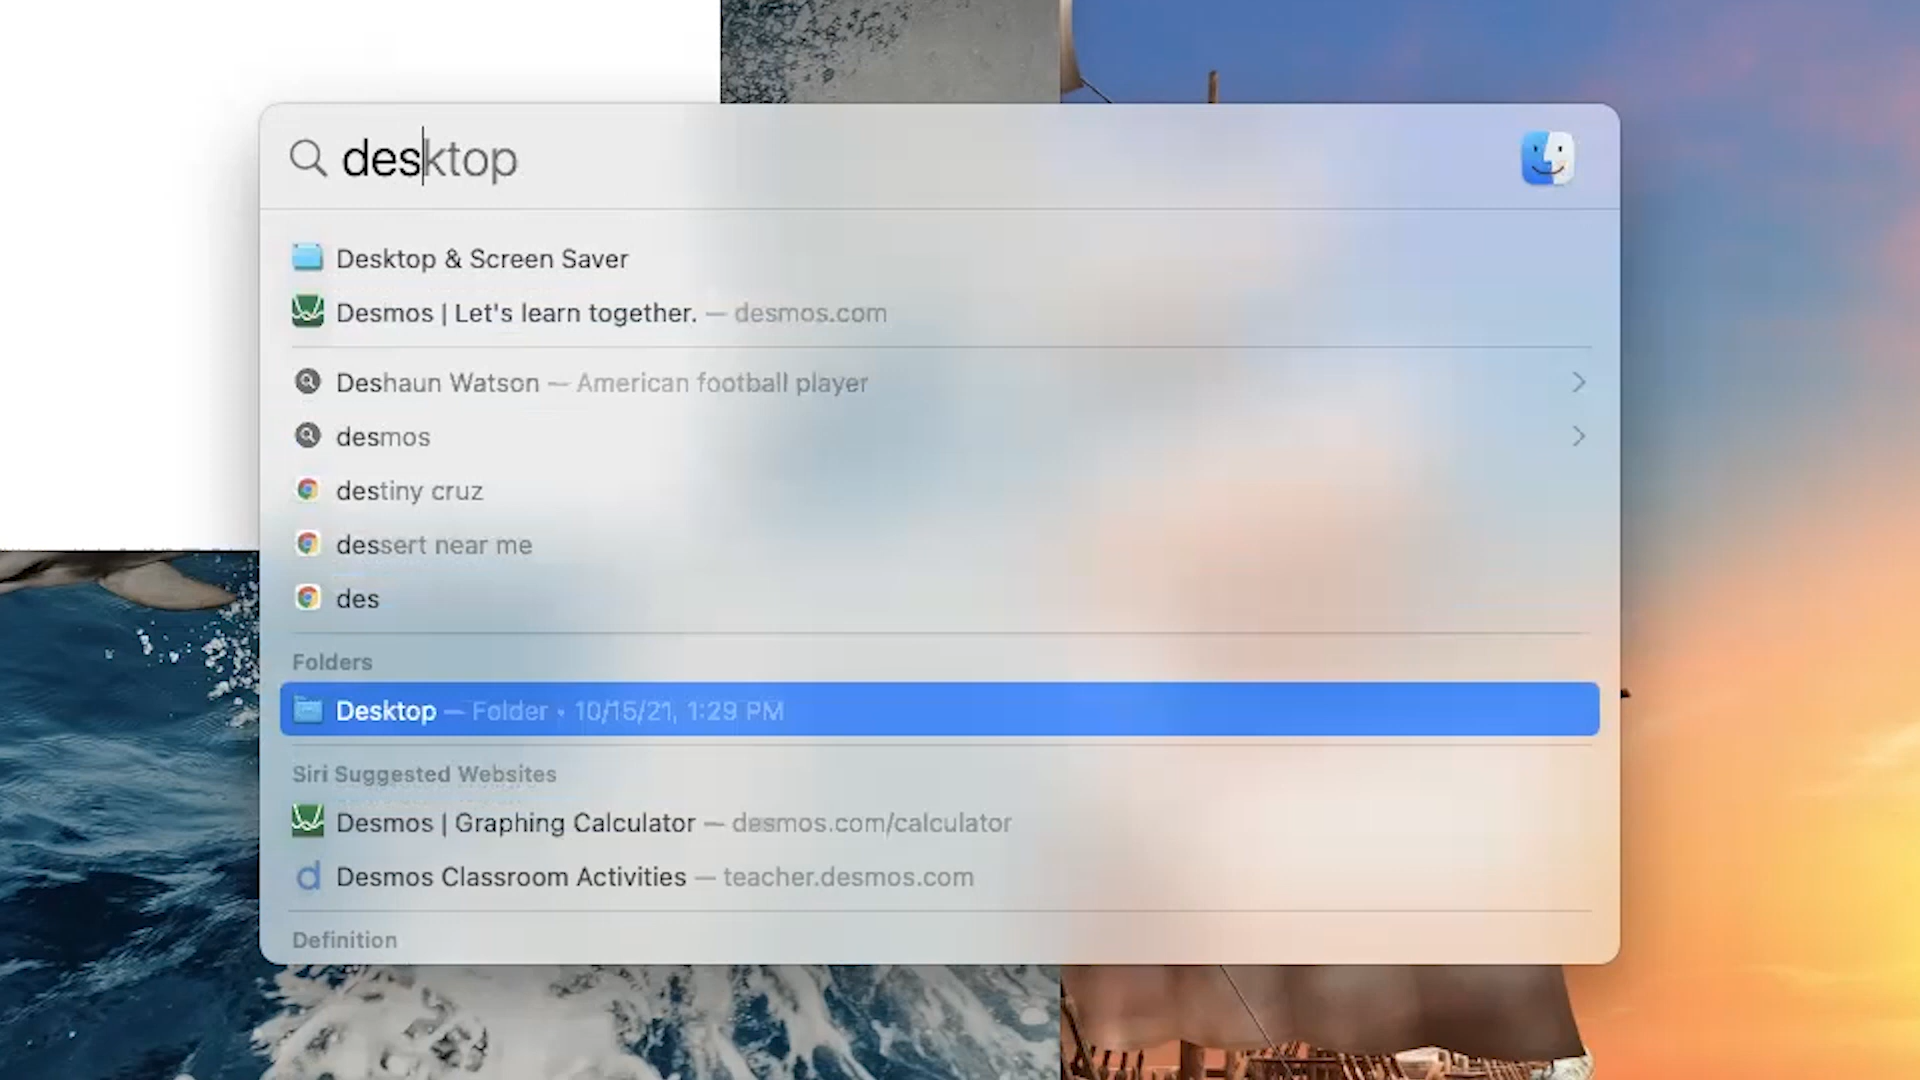 desktop
Desktop & Screen Saver
Desmos | Let's learn together. — desmos.com
Deshaun Watson — American football player
desmos
destiny cruz
dessert near me
des
Folders
Desktop — Folder • 10/15/21, 1:29 PM
Siri Suggested Websites
Desmos | Graphing Calculator — desmos.com/calculator
Desmos Classroom Activities — teacher.desmos.com
Definition